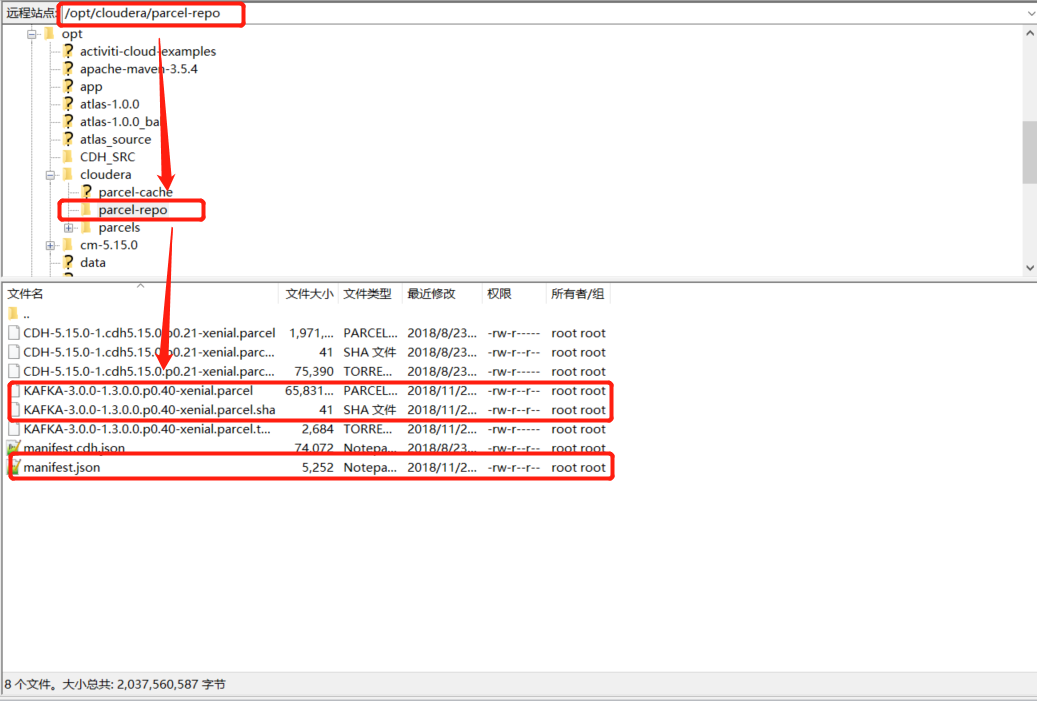 远程站点: /opt/cloudera/parcel-repo
opt
activiti-cloud-examples
apache-maven-3.5.4
app
atlas-1.0.0
atlas-1.0.0_ba
atlas_source
CDH_SRC
cloudera
parcel-cache
parcel-repo
parcels
cm-5.15.0
data
文件名 文件大小 文件类型 最近修改 权限 所有者/组
..
CDH-5.15.0-1.cdh5.15.0.p0.21-xenial.parcel 1,971,... PARCEL... 2018/8/23... -rw-r----- root root
CDH-5.15.0-1.cdh5.15.0.p0.21-xenial.parc... 41 SHA 文件 2018/8/23... -rw-r--r-- root root
CDH-5.15.0-1.cdh5.15.0.p0.21-xenial.parc... 75,390 TORRE... 2018/8/23... -rw-r----- root root
KAFKA-3.0.0-1.3.0.0.p0.40-xenial.parcel 65,831... PARCEL... 2018/11/2... -rw-r--r-- root root
KAFKA-3.0.0-1.3.0.0.p0.40-xenial.parcel.sha 41 SHA 文件 2018/11/2... -rw-r--r-- root root
KAFKA-3.0.0-1.3.0.0.p0.40-xenial.parcel.t... 2,684 TORRE... 2018/11/2... -rw-r----- root root
manifest.cdh.json 74,072 Notepa... 2018/8/23... -rw-r--r-- root root
manifest.json 5,252 Notepa... 2018/11/2... -rw-r--r-- root root
8 个文件。大小总共: 2,037,560,587 字节